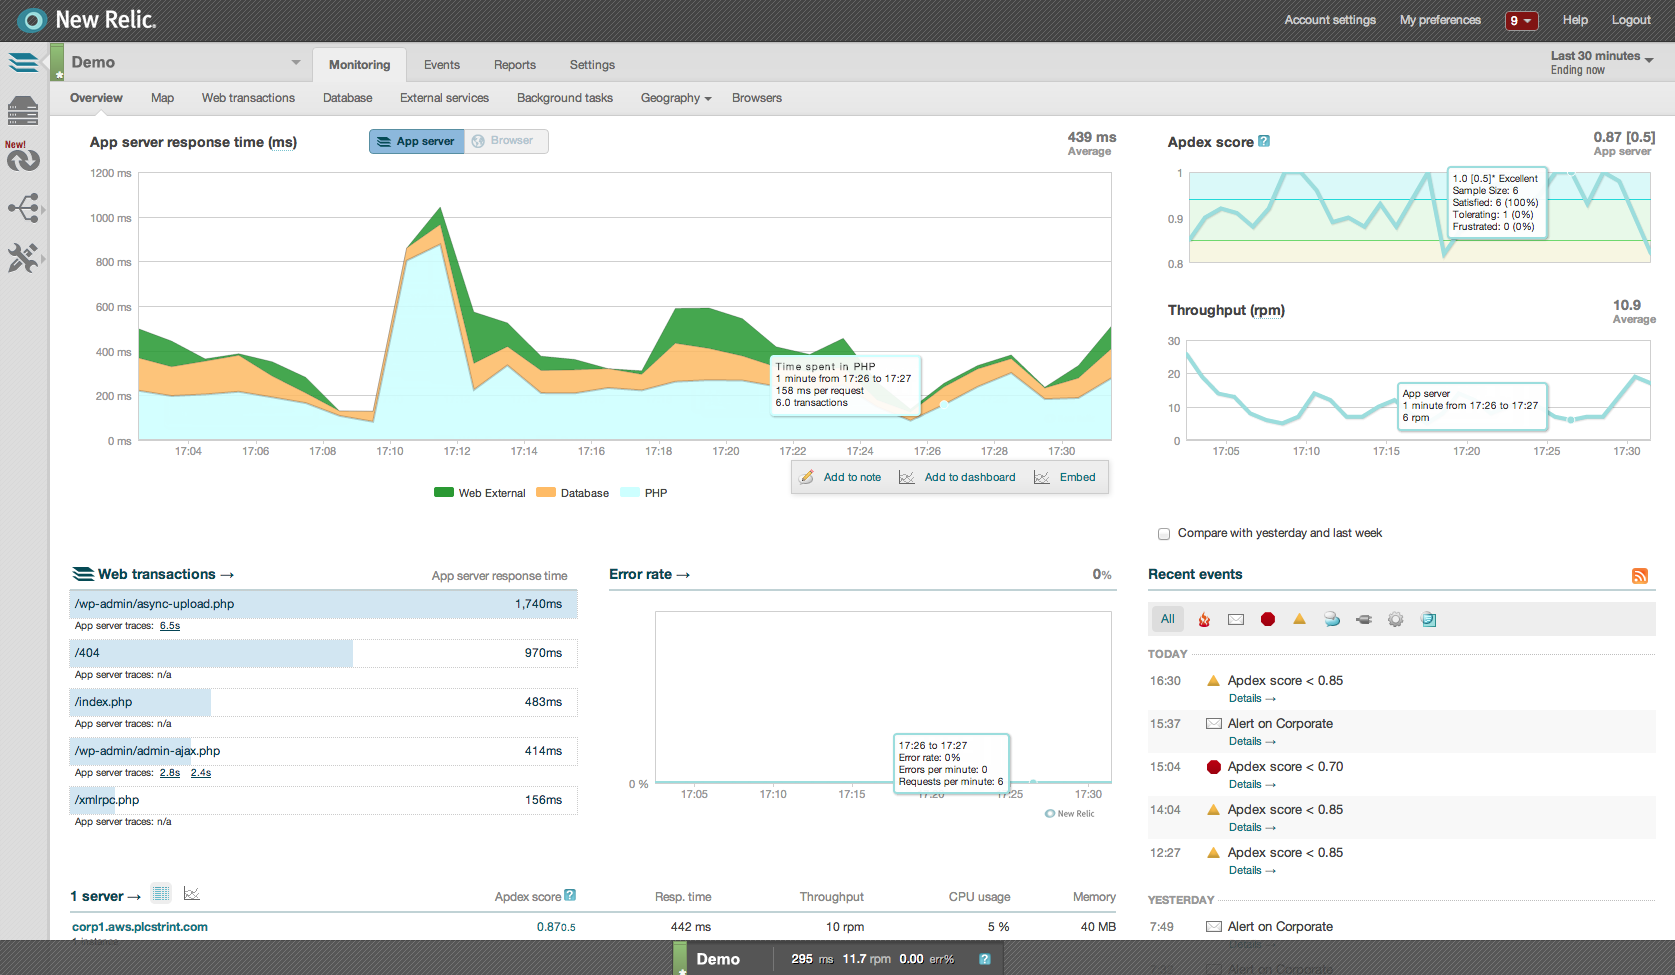 New Relic.
Account settings My preferences 9 Help Logout
Demo Monitoring Events Reports Settings
Last 30 minutes
Ending now
Overview Map Web transactions Database External services Background tasks Geography Browsers
New!
App server response time (ms) App server Browser
439 ms
Average
1200 ms
1000 ms
800 ms
600 ms
400 ms
200 ms
0 ms
Time spent in PHP
1 minute from 17:26 to 17:27
158 ms per request
6.0 transactions
17:04 17:06 17:08 17:10 17:12 17:14 17:16 17:18 17:20 17:22 17:24 17:26 17:28 17:30
Add to note Add to dashboard Embed
Web External Database PHP
Apdex score ?
0.87 [0.5]
App server
1
0.9
0.8
1.0 [0.5]* Excellent
Sample Size: 6
Satisfied: 6 (100%)
Tolerating: 1 (0%)
Frustrated: 0 (0%)
Throughput (rpm)
10.9
Average
30
20
10
0
App server
1 minute from 17:26 to 17:27
6 rpm
17:05 17:10 17:15 17:20 17:25 17:30
Compare with yesterday and last week
Web transactions → App server response time
/wp-admin/async-upload.php 1,740ms
App server traces: 6.5s
/404 970ms
App server traces: n/a
/index.php 483ms
App server traces: n/a
/wp-admin/admin-ajax.php 414ms
App server traces: 2.8s 2.4s
/xmlrpc.php 156ms
App server traces: n/a
Error rate → 0%
17:26 to 17:27
Error rate: 0%
Errors per minute: 0
Requests per minute: 6
0 %
17:05 17:10 17:15 17:20 17:25 17:30
New Relic
Recent events
All
TODAY
16:30 Apdex score < 0.85
Details →
15:37 Alert on Corporate
Details →
15:04 Apdex score < 0.70
Details →
14:04 Apdex score < 0.85
Details →
12:27 Apdex score < 0.85
Details →
YESTERDAY
7:49 Alert on Corporate
1 server → Apdex score ? Resp. time Throughput CPU usage Memory
corp1.aws.plcstrint.com 0.870.5 442 ms 10 rpm 5 % 40 MB
Demo 295 ms 11.7 rpm 0.00 err% ?
Alert on Corporate